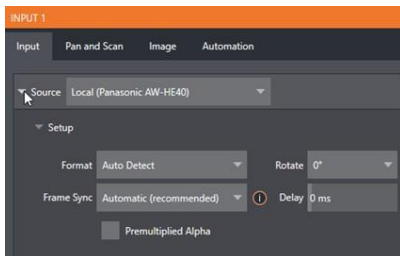 INPUT 1
Input Pan and Scan Image Automation
Source Local (Panasonic AW-HE40)
Setup
Format Auto Detect Rotate 0°
Frame Sync Automatic (recommended) Delay 0 ms
Premultiplied Alpha